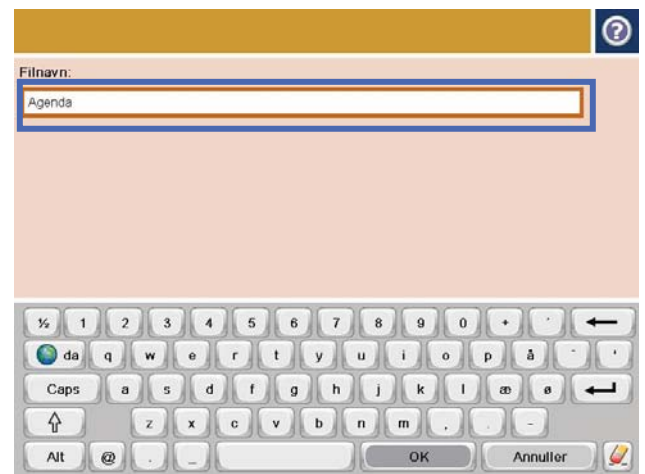 ?
Filnavn:
Agenda
½ 1 2 3 4 5 6 7 8 9 0 + ´
da q w e r t y u i o p å ¨ '
Caps a s d f g h j k l æ ø
z x c v b n m , . -
Alt @ . _ OK Annuller